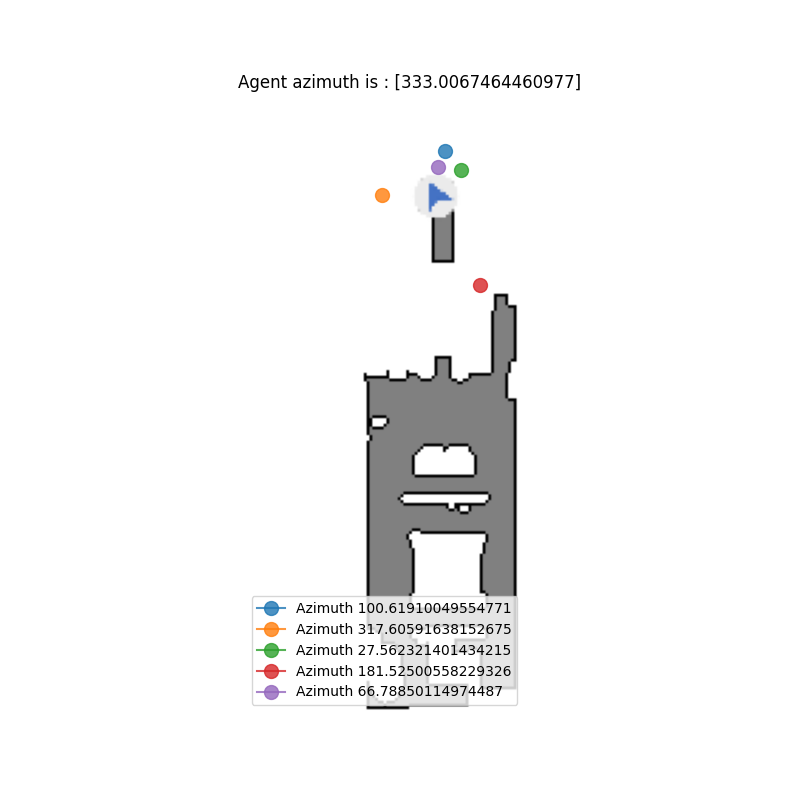 Agent azimuth is : [333.0067464460977]
Azimuth 100.61910049554771
Azimuth 317.60591638152675
Azimuth 27.562321401434215
Azimuth 181.52500558229326
Azimuth 66.78850114974487